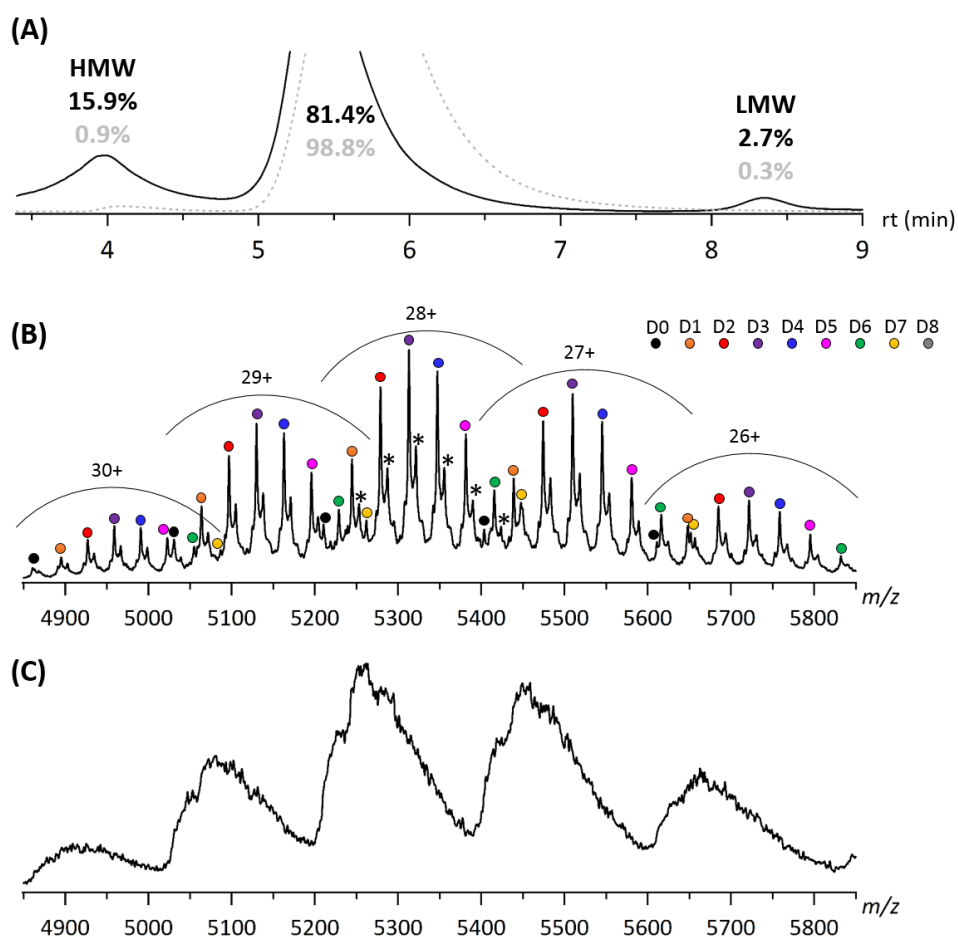 (A)
HMW
15.9%
0.9%
81.4%
98.8%
LMW
2.7%
0.3%
4 5 6 7 8 9 rt (min)
(B)
28+
D0 D1 D2 D3 D4 D5 D6 D7 D8
29+
27+
26+
30+
* * * * * *
4900 5000 5100 5200 5300 5400 5500 5600 5700 5800 m/z
(C)
4900 5000 5100 5200 5300 5400 5500 5600 5700 5800 m/z